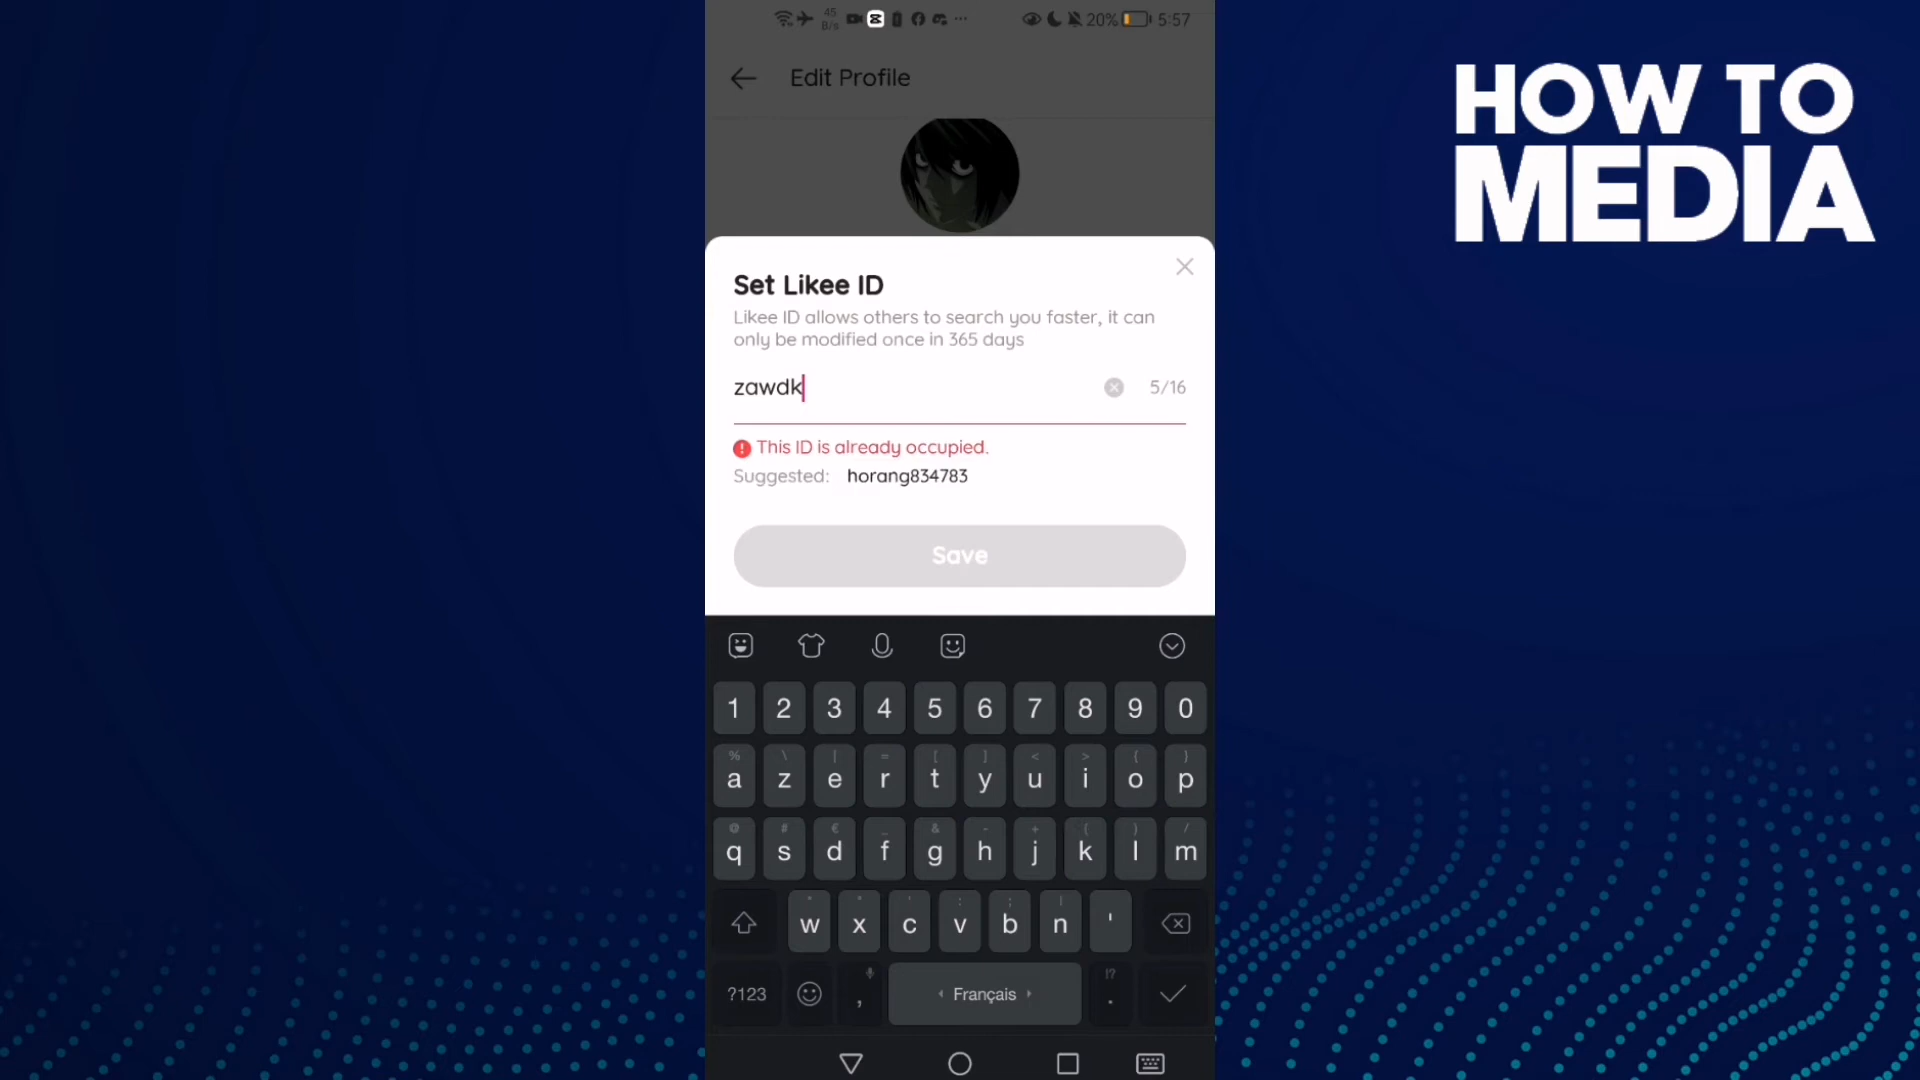 45
B/s
20%
5:57
Edit Profile
HOW TO
MEDIA
Set Likee ID
Likee ID allows others to search you faster, it can
only be modified once in 365 days
zawdk
5/16
This ID is already occupied.
Suggested: horang834783
Save
1 2 3 4 5 6 7 8 9 0
% \ | = [ ] < > { }
a z e r t y u i o p
@ # € _ & - + ( ) /
q s d f g h j k l m
w x c v b n '
!?
?123 , Français .